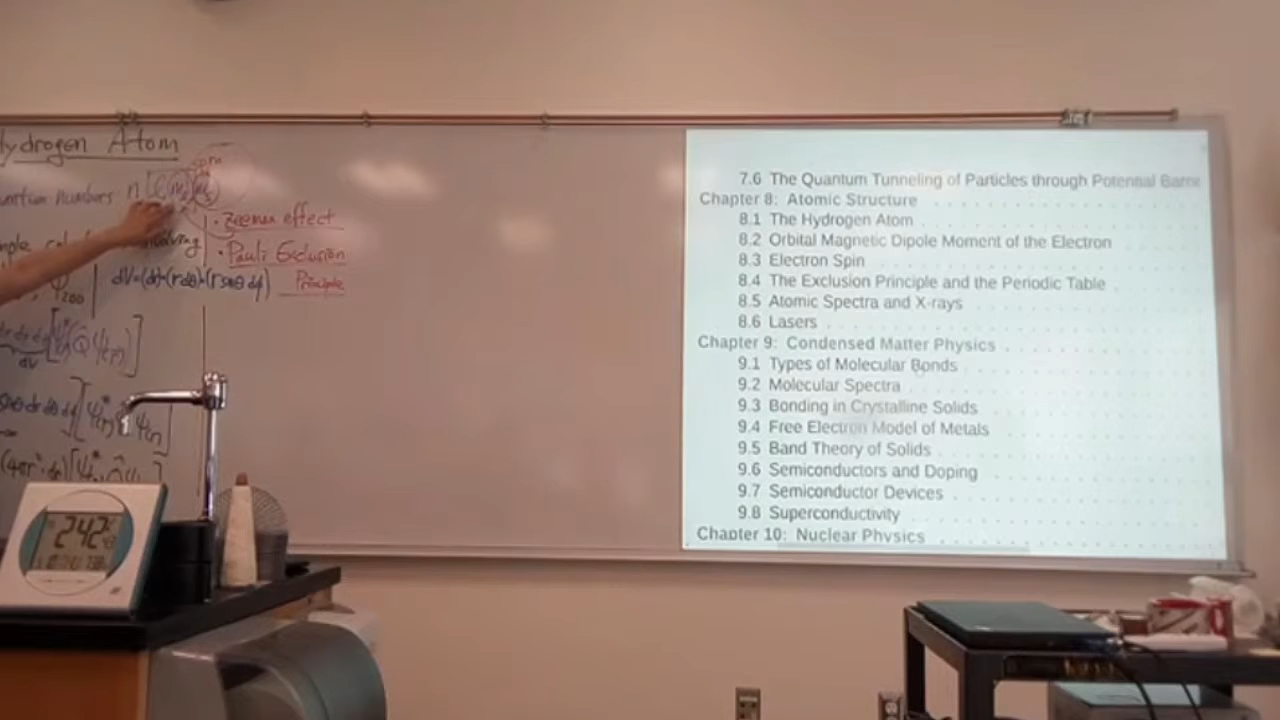 ydrogen Atom
Quantum Numbers: n
spin
• Zeeman effect
• Pauli Exclusion
Principle
involving
ψ200
dV=(dr)•(rdθ)•(r sinθ dφ)
dV
242
7.6 The Quantum Tunneling of Particles through Potential Barrie
Chapter 8: Atomic Structure
8.1 The Hydrogen Atom
8.2 Orbital Magnetic Dipole Moment of the Electron
8.3 Electron Spin
8.4 The Exclusion Principle and the Periodic Table
8.5 Atomic Spectra and X-rays
8.6 Lasers
Chapter 9: Condensed Matter Physics
9.1 Types of Molecular Bonds
9.2 Molecular Spectra
9.3 Bonding in Crystalline Solids
9.4 Free Electron Model of Metals
9.5 Band Theory of Solids
9.6 Semiconductors and Doping
9.7 Semiconductor Devices
9.8 Superconductivity
Chapter 10: Nuclear Physics